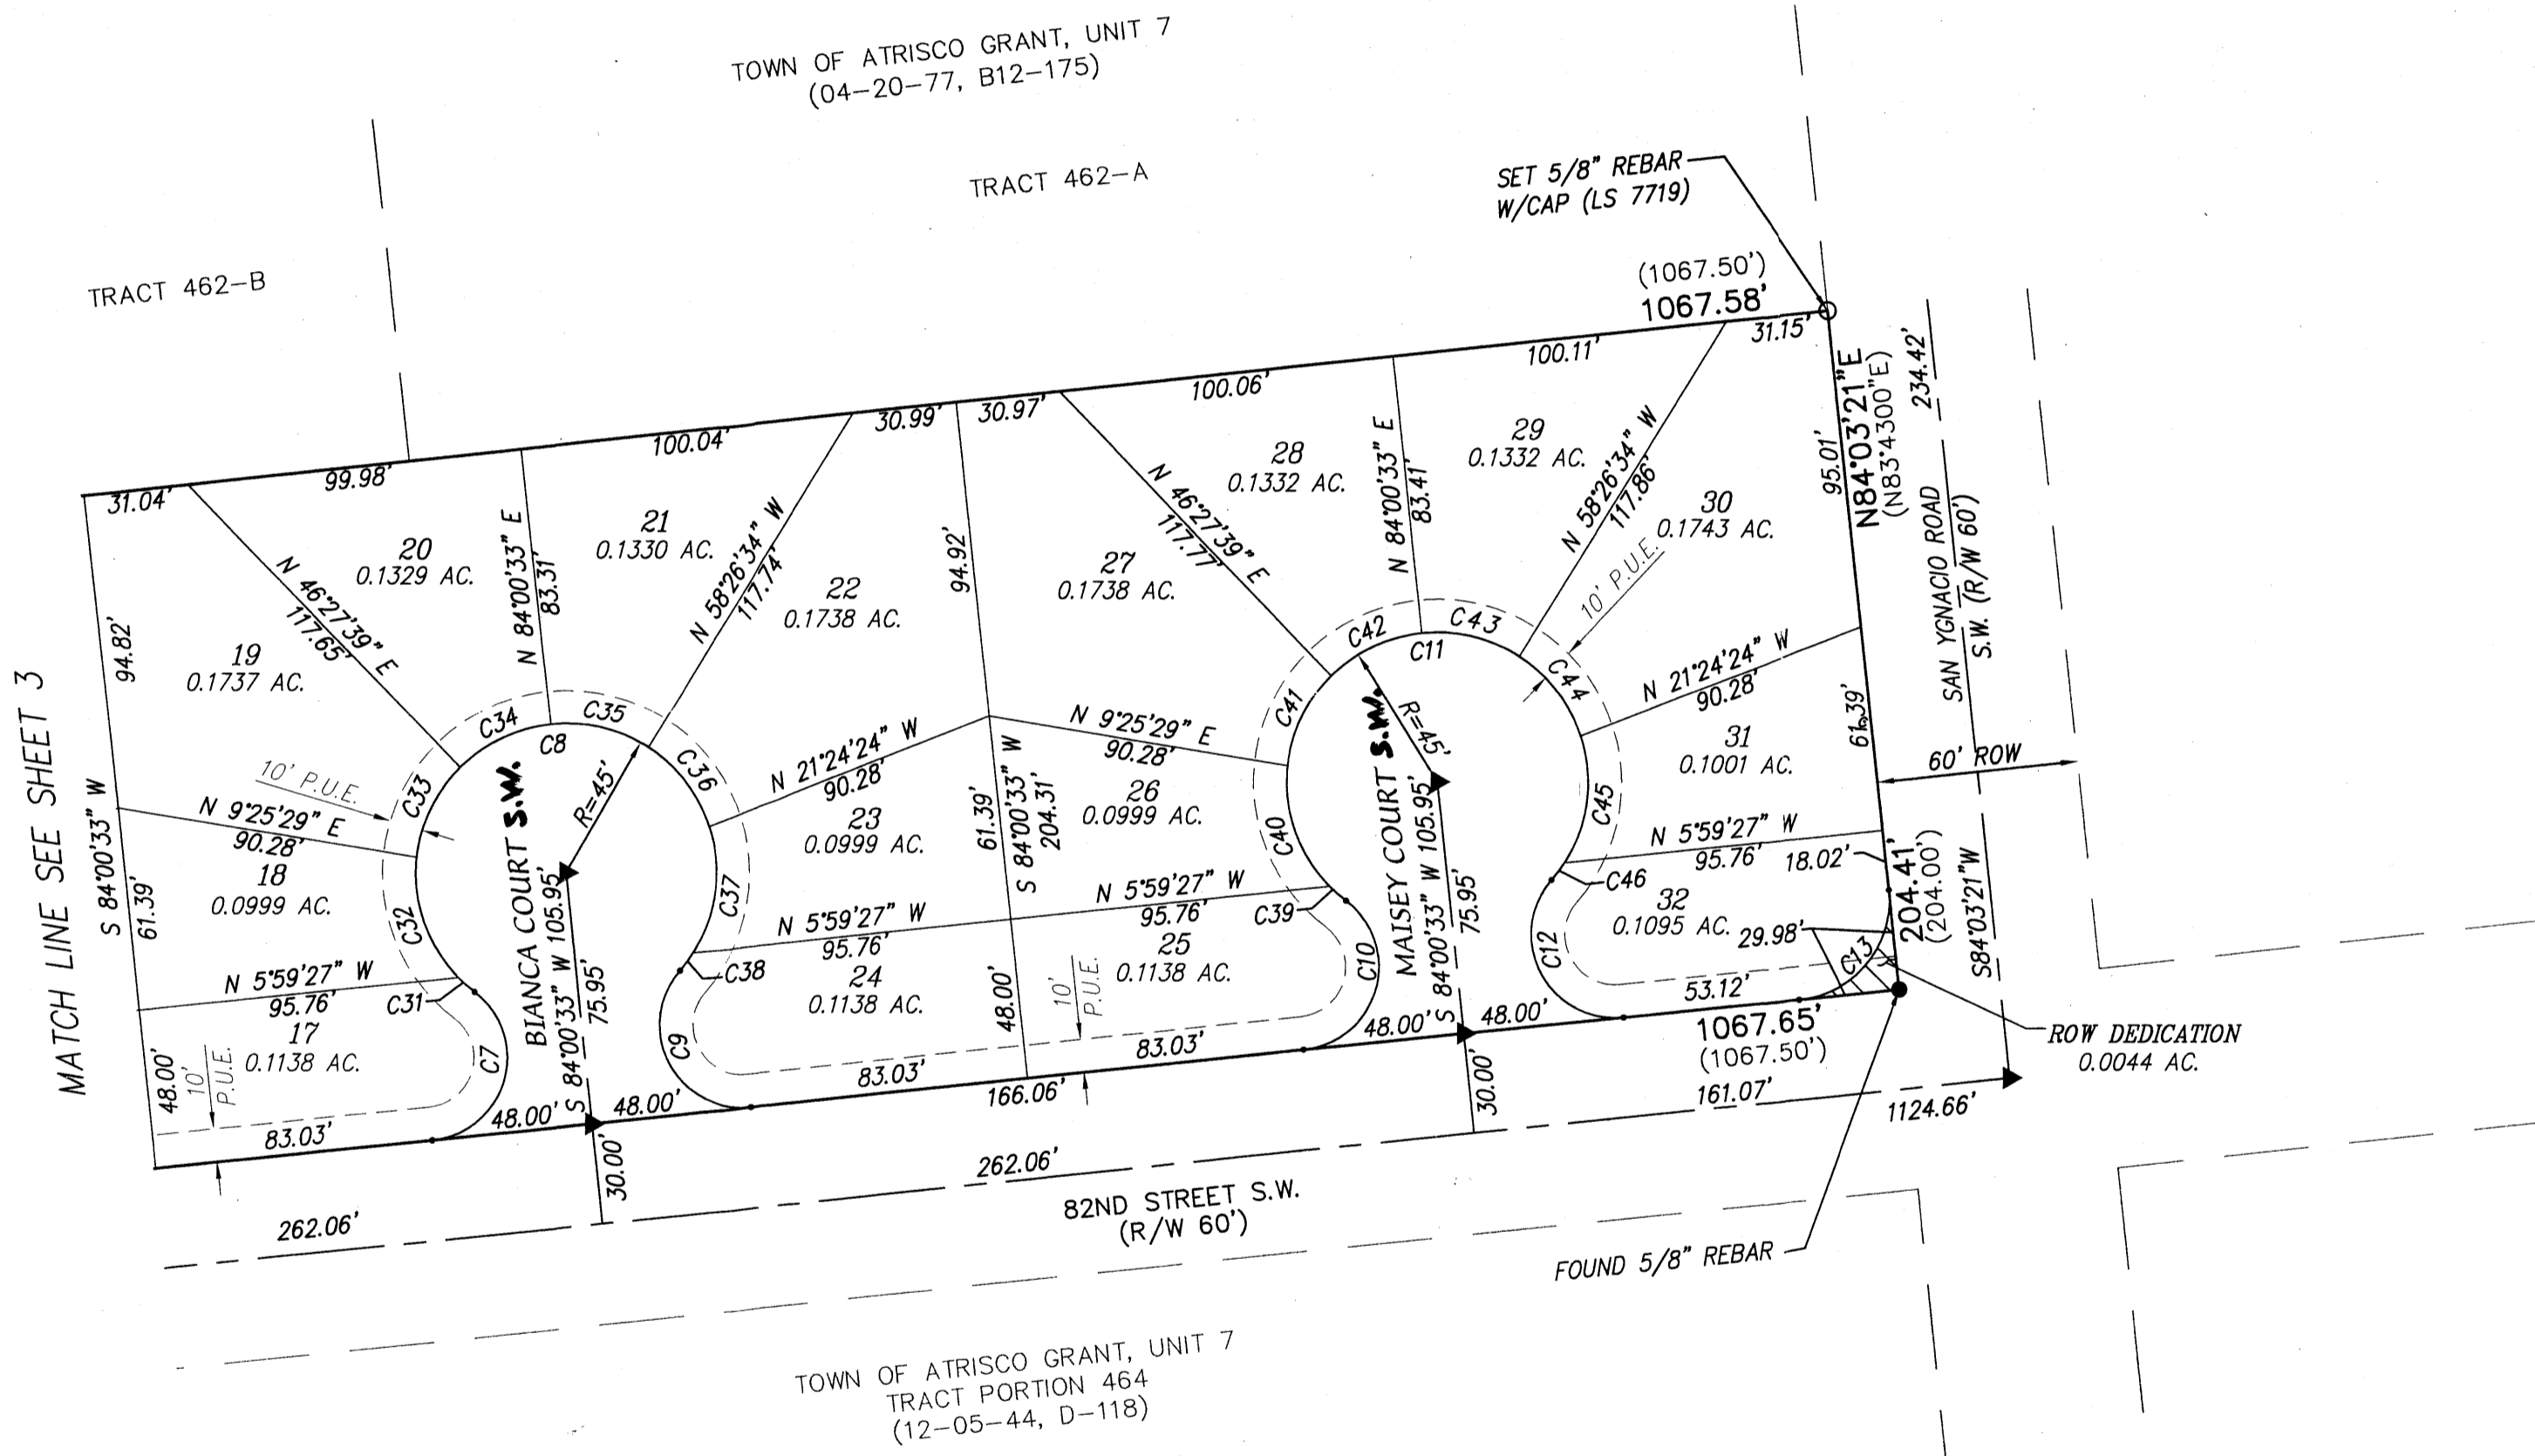 TOWN OF ATRISCO GRANT, UNIT 7
(04-20-77, B12-175)
TRACT 462-A
TRACT 462-B
SET 5/8" REBAR
W/CAP (LS 7719)
(1067.50')
1067.58'
31.15'
100.11'
100.06'
30.97'
30.99'
100.04'
99.98'
31.04'
MATCH LINE SEE SHEET 3
S 84°00'33" W
94.82'
61.39'
48.00'
19
0.1737 AC.
N 46°27'39" E
117.65'
20
0.1329 AC.
N 84°00'33" E
83.31'
21
0.1330 AC.
N 58°26'34" W
117.74'
22
0.1738 AC.
94.92'
27
0.1738 AC.
N 46°27'39" E
117.77'
28
0.1332 AC.
N 84°00'33" E
83.41'
29
0.1332 AC.
N 58°26'34" W
117.86'
30
0.1743 AC.
10' P.U.E.
95.01'
N84°03'21"E
(N83°4300"E)
234.42'
SAN YGNACIO ROAD
S.W. (R/W 60')
60' ROW
10' P.U.E.
N 9°25'29" E
90.28'
18
0.0999 AC.
N 5°59'27" W
95.76'
17
0.1138 AC.
10'
P.U.E.
83.03'
C31
C32
C33
C34
C8
C35
C36
C37
C38
C7
C9
R=45'
BIANCA COURT S.W.
S 84°00'33" W 105.95'
75.95'
48.00'
48.00'
30.00'
N 21°24'24" W
90.28'
23
0.0999 AC.
N 5°59'27" W
95.76'
24
0.1138 AC.
83.03'
61.39'
S 84°00'33" W
204.31'
48.00'
166.06'
N 9°25'29" E
90.28'
26
0.0999 AC.
N 5°59'27" W
95.76'
25
0.1138 AC.
10'
P.U.E.
83.03'
C39
C40
C41
C42
C11
C43
C44
C45
C46
C10
C12
R=45'
MAISEY COURT S.W.
S 84°00'33" W 105.95'
75.95'
48.00'
48.00'
30.00'
N 21°24'24" W
90.28'
31
0.1001 AC.
61.39'
N 5°59'27" W
95.76'
18.02'
32
0.1095 AC.
29.98'
C13
53.12'
204.41'
(204.00')
S84°03'21"W
1067.65'
(1067.50')
ROW DEDICATION
0.0044 AC.
161.07'
1124.66'
262.06'
262.06'
82ND STREET S.W.
(R/W 60')
FOUND 5/8" REBAR
TOWN OF ATRISCO GRANT, UNIT 7
TRACT PORTION 464
(12-05-44, D-118)